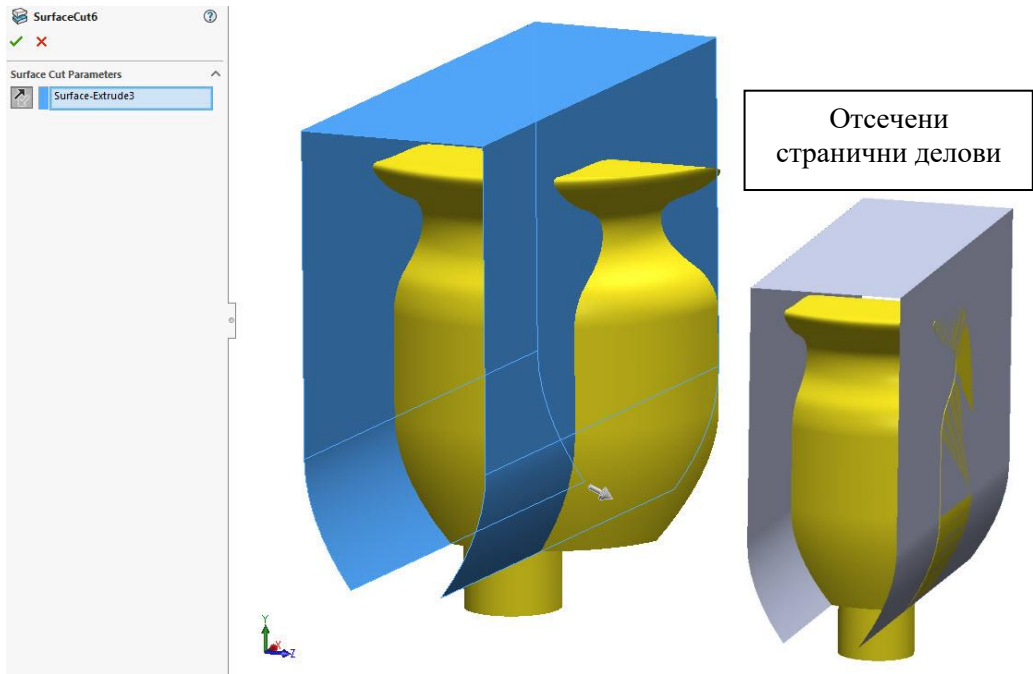 SurfaceCut6
?
Surface Cut Parameters
Surface-Extrude3
Отсечени
странични делови
Y
X
Z